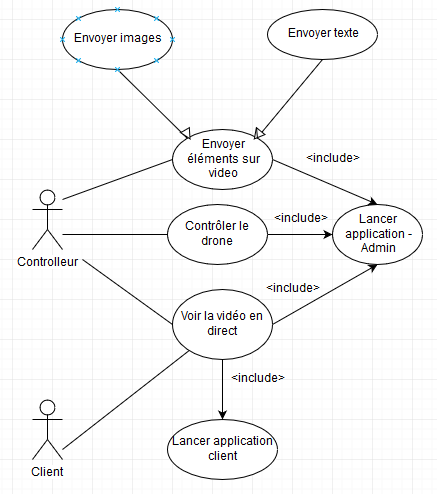 Envoyer images
Envoyer texte
Envoyer
éléments sur
video
<include>
Contrôler le
drone
<include>
Lancer
application -
Admin
Controlleur
<include>
Voir la vidéo en
direct
<include>
Lancer application
client
Client